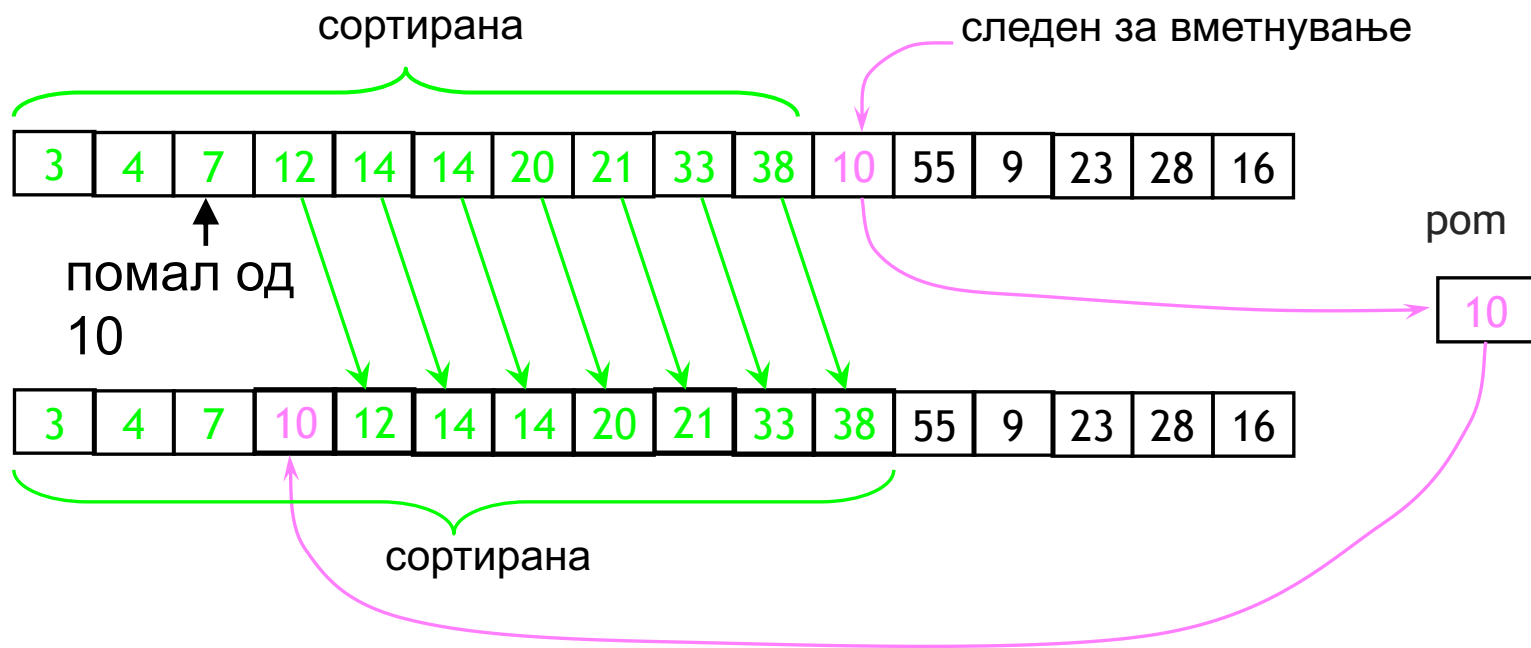 сортирана
следен за вметнување
3 4 7 12 14 14 20 21 33 38 10 55 9 23 28 16
pom
помал од
10
10
3 4 7 10 12 14 14 20 21 33 38 55 9 23 28 16
сортирана